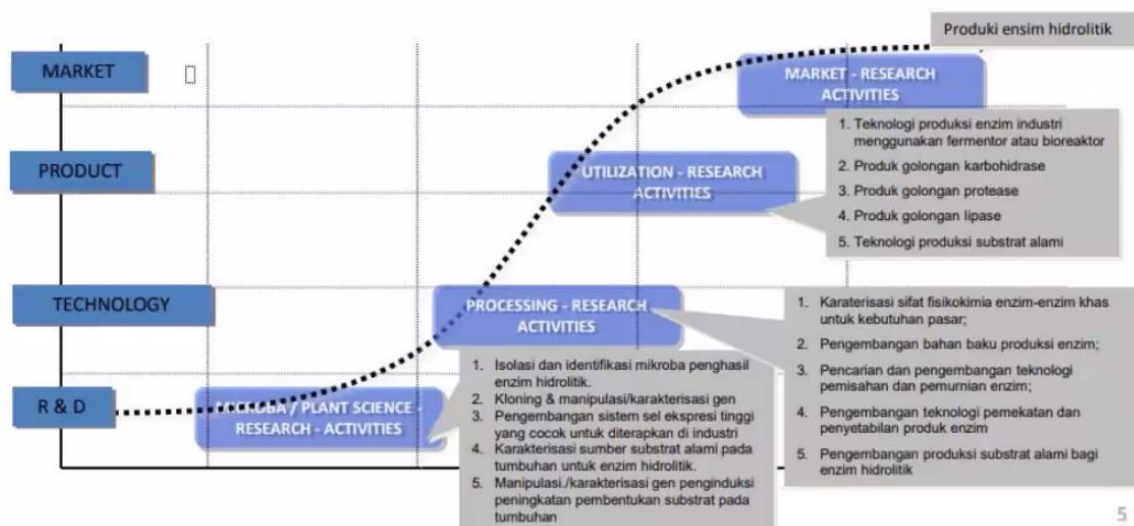 Produki ensim hidrolitik
MARKET
MARKET - RESEARCH
ACTIVITIES
1. Teknologi produksi enzim industri
menggunakan fermentor atau bioreaktor
2. Produk golongan karbohidrase
3. Produk golongan protease
4. Produk golongan lipase
5. Teknologi produksi substrat alami
PRODUCT
UTILIZATION - RESEARCH
ACTIVITIES
TECHNOLOGY
PROCESSING - RESEARCH
ACTIVITIES
1. Karaterisasi sifat fisikokimia enzim-enzim khas
untuk kebutuhan pasar;
2. Pengembangan bahan baku produksi enzim;
3. Pencarian dan pengembangan teknologi
pemisahan dan pemurnian enzim;
4. Pengembangan teknologi pemekatan dan
penyetabilan produk enzim
5. Pengembangan produksi substrat alami bagi
enzim hidrolitik
R & D
MICROBA / PLANT SCIENCE -
RESEARCH - ACTIVITIES
1. Isolasi dan identifikasi mikroba penghasil
enzim hidrolitik.
2. Kloning & manipulasi/karakterisasi gen
3. Pengembangan sistem sel ekspresi tinggi
yang cocok untuk diterapkan di industri
4. Karakterisasi sumber substrat alami pada
tumbuhan untuk enzim hidrolitik.
5. Manipulasi./karakterisasi gen penginduksi
peningkatan pembentukan substrat pada
tumbuhan
5